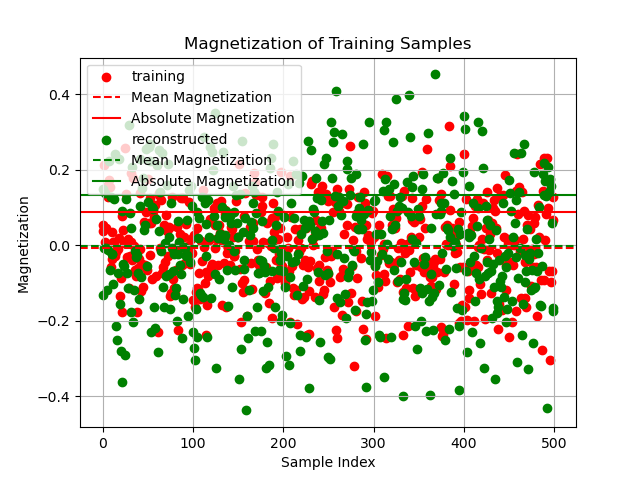 Magnetization of Training Samples
training
Mean Magnetization
Absolute Magnetization
reconstructed
Mean Magnetization
Absolute Magnetization
0.4
0.2
0.0
−0.2
−0.4
Magnetization
0 100 200 300 400 500
Sample Index